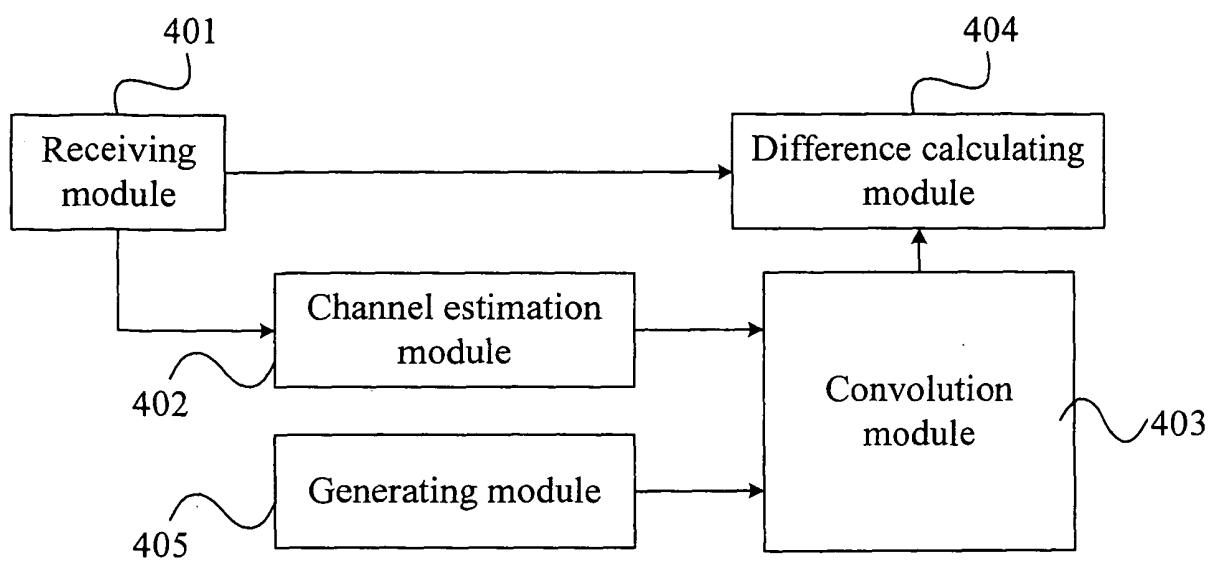 401
404
Receiving
module
Difference calculating
module
Channel estimation
module
402
Convolution
module
403
Generating module
405